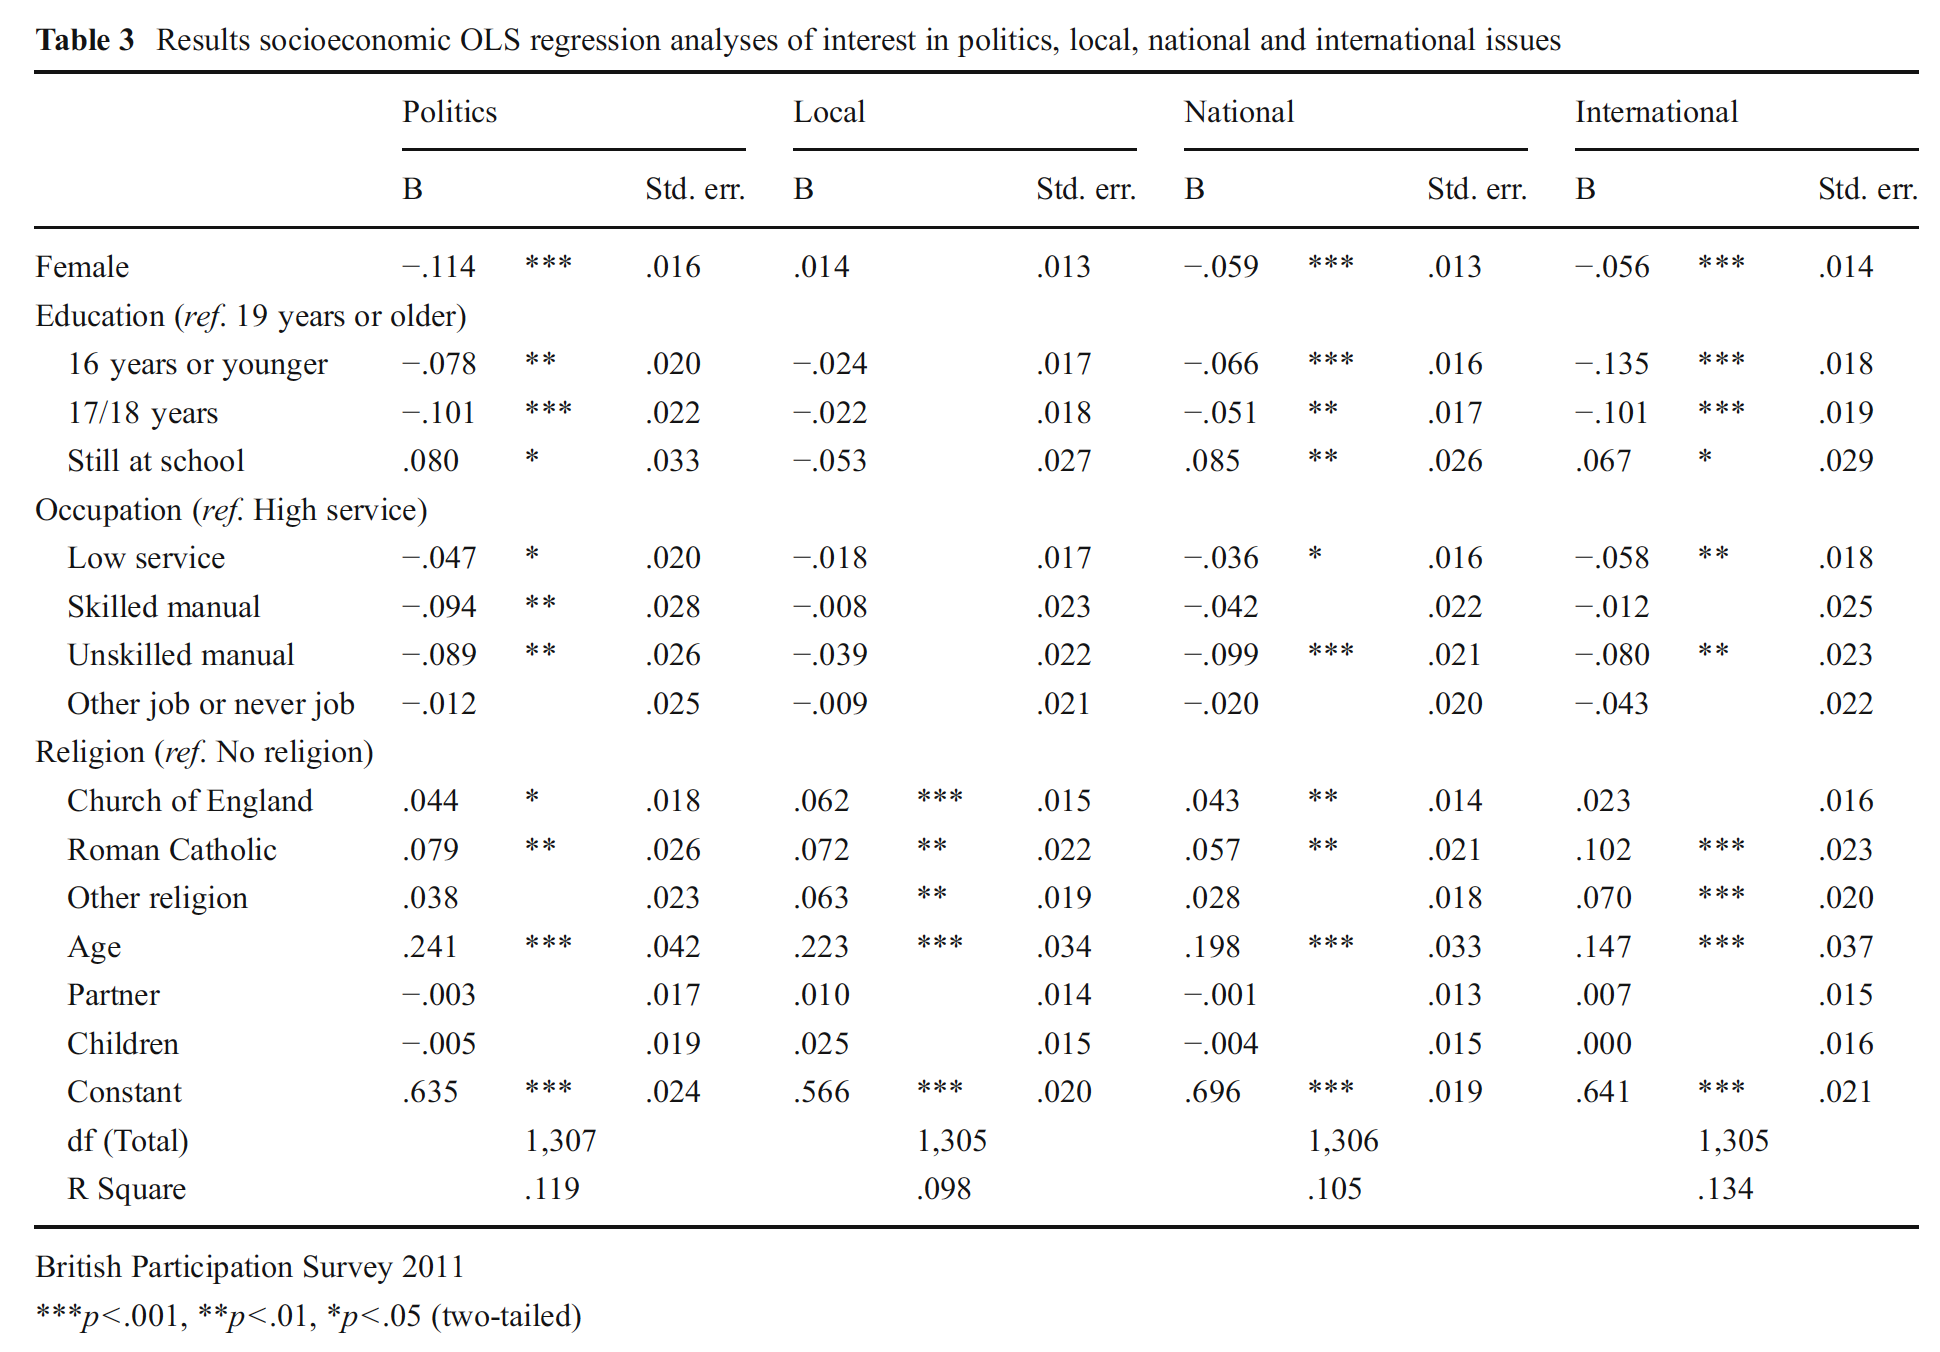 Table 3 Results socioeconomic OLS regression analyses of interest in politics, local, national and international issues
Politics Local National International
B Std. err. B Std. err. B Std. err. B Std. err.
Female −.114 *** .016 .014 .013 −.059 *** .013 −.056 *** .014
Education (ref. 19 years or older)
16 years or younger −.078 ** .020 −.024 .017 −.066 *** .016 −.135 *** .018
17/18 years −.101 *** .022 −.022 .018 −.051 ** .017 −.101 *** .019
Still at school .080 * .033 −.053 .027 .085 ** .026 .067 * .029
Occupation (ref. High service)
Low service −.047 * .020 −.018 .017 −.036 * .016 −.058 ** .018
Skilled manual −.094 ** .028 −.008 .023 −.042 .022 −.012 .025
Unskilled manual −.089 ** .026 −.039 .022 −.099 *** .021 −.080 ** .023
Other job or never job −.012 .025 −.009 .021 −.020 .020 −.043 .022
Religion (ref. No religion)
Church of England .044 * .018 .062 *** .015 .043 ** .014 .023 .016
Roman Catholic .079 ** .026 .072 ** .022 .057 ** .021 .102 *** .023
Other religion .038 .023 .063 ** .019 .028 .018 .070 *** .020
Age .241 *** .042 .223 *** .034 .198 *** .033 .147 *** .037
Partner −.003 .017 .010 .014 −.001 .013 .007 .015
Children −.005 .019 .025 .015 −.004 .015 .000 .016
Constant .635 *** .024 .566 *** .020 .696 *** .019 .641 *** .021
df (Total) 1,307 1,305 1,306 1,305
R Square .119 .098 .105 .134
British Participation Survey 2011
***p<.001, **p<.01, *p<.05 (two-tailed)